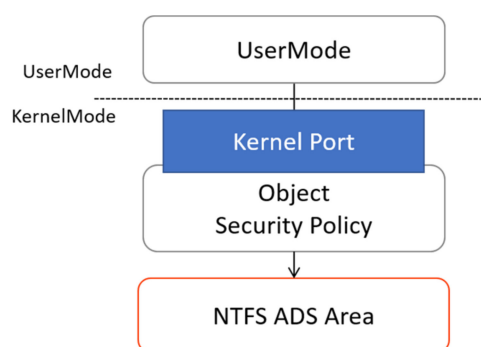 UserMode
UserMode
KernelMode
Kernel Port
Object
Security Policy
NTFS ADS Area